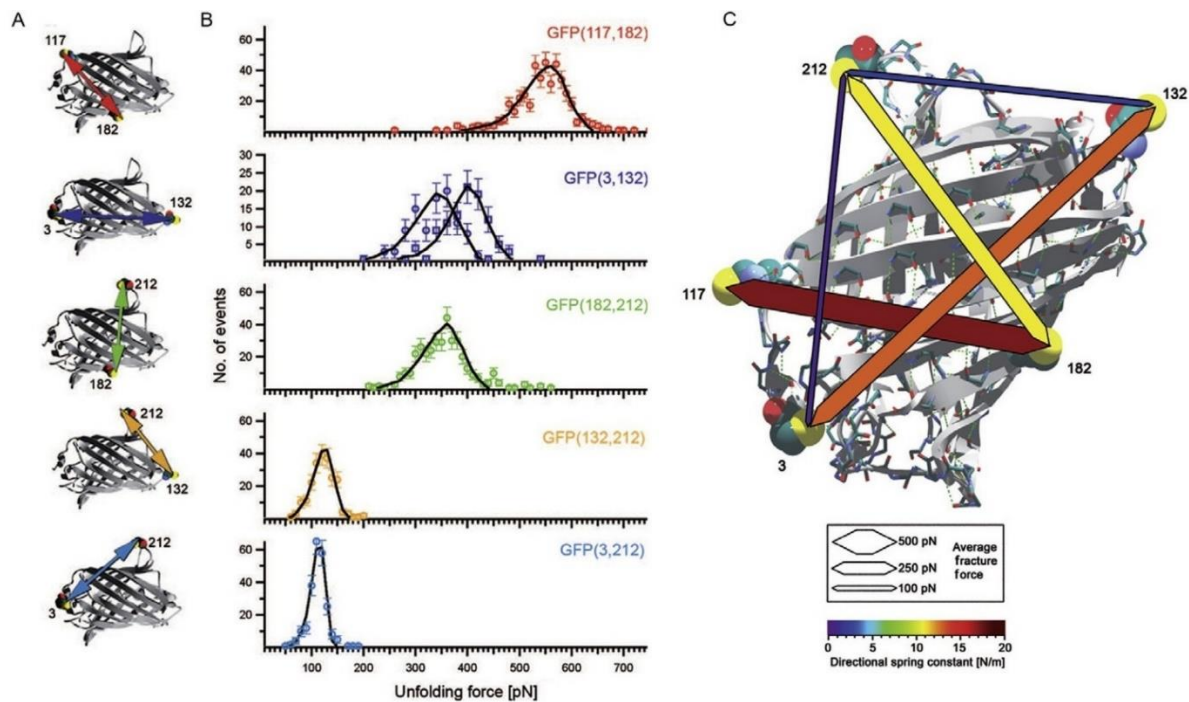 A
B
C
117
182
3
132
212
182
212
132
212
3
No. of events
GFP(117,182)
60
40
20
GFP(3,132)
30
25
20
15
10
5
GFP(182,212)
60
40
20
GFP(132,212)
60
40
20
GFP(3,212)
60
40
20
100 200 300 400 500 600 700
Unfolding force [pN]
212
132
117
182
3
500 pN
250 pN
100 pN
Average
fracture
force
0 5 10 15 20
Directional spring constant [N/m]